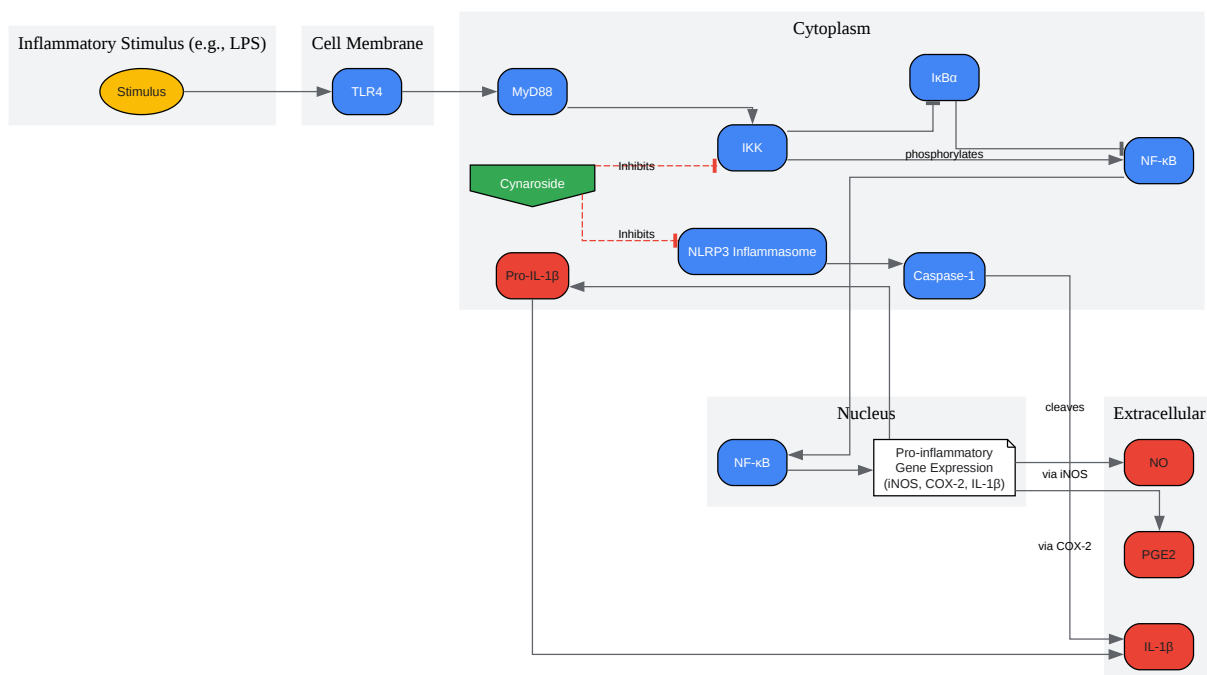 Cytoplasm
Inflammatory Stimulus (e.g., LPS)
Cell Membrane
IκBα
Stimulus
TLR4
MyD88
IKK
phosphorylates
NF-κB
Inhibits
Cynaroside
Inhibits
NLRP3 Inflammasome
Pro-IL-1β
Caspase-1
cleaves
Nucleus
Extracellular
NF-κB
Pro-inflammatory
Gene Expression
(iNOS, COX-2, IL-1β)
NO
via iNOS
via COX-2
PGE2
IL-1β